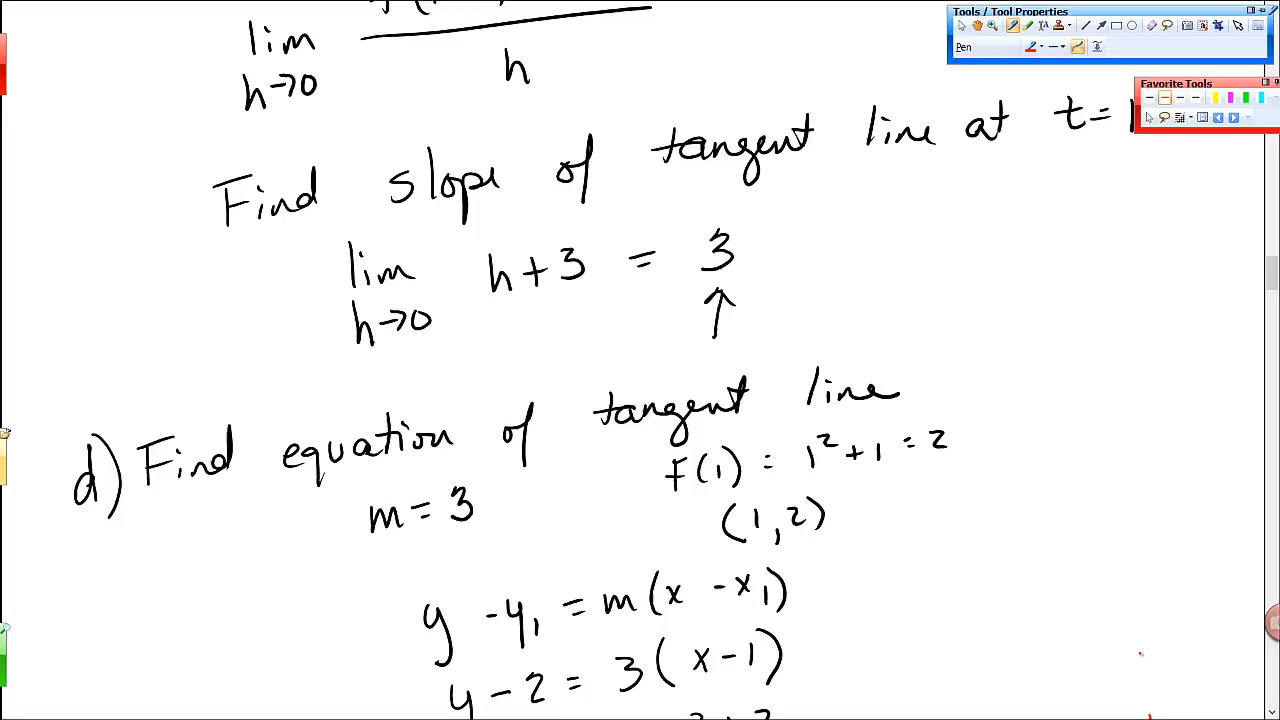 lim
h→0
h
Find slope of tangent line at t=1
lim h+3 = 3
h→0
d) Find equation of tangent line
F(1) = 1²+1 = 2
m = 3
(1,2)
y - y₁ = m(x - x₁)
y - 2 = 3(x-1)
Tools / Tool Properties
Pen
Favorite Tools